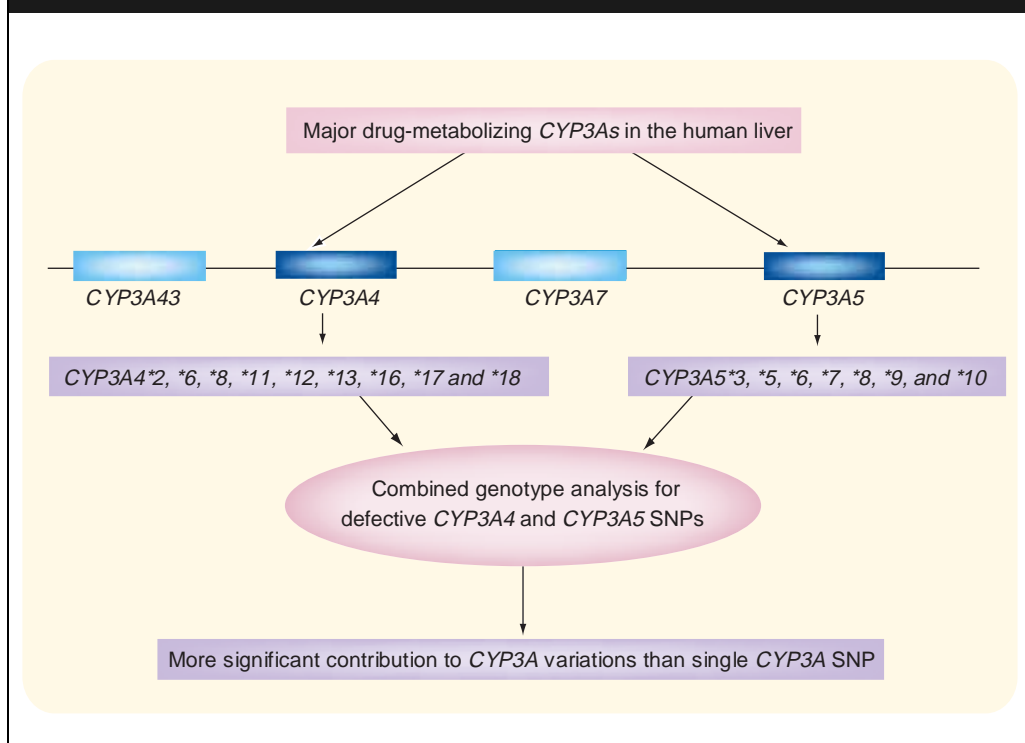 Major drug-metabolizing CYP3As in the human liver
CYP3A43
CYP3A4
CYP3A7
CYP3A5
CYP3A4*2, *6, *8, *11, *12, *13, *16, *17 and *18
CYP3A5*3, *5, *6, *7, *8, *9, and *10
Combined genotype analysis for
defective CYP3A4 and CYP3A5 SNPs
More significant contribution to CYP3A variations than single CYP3A SNP